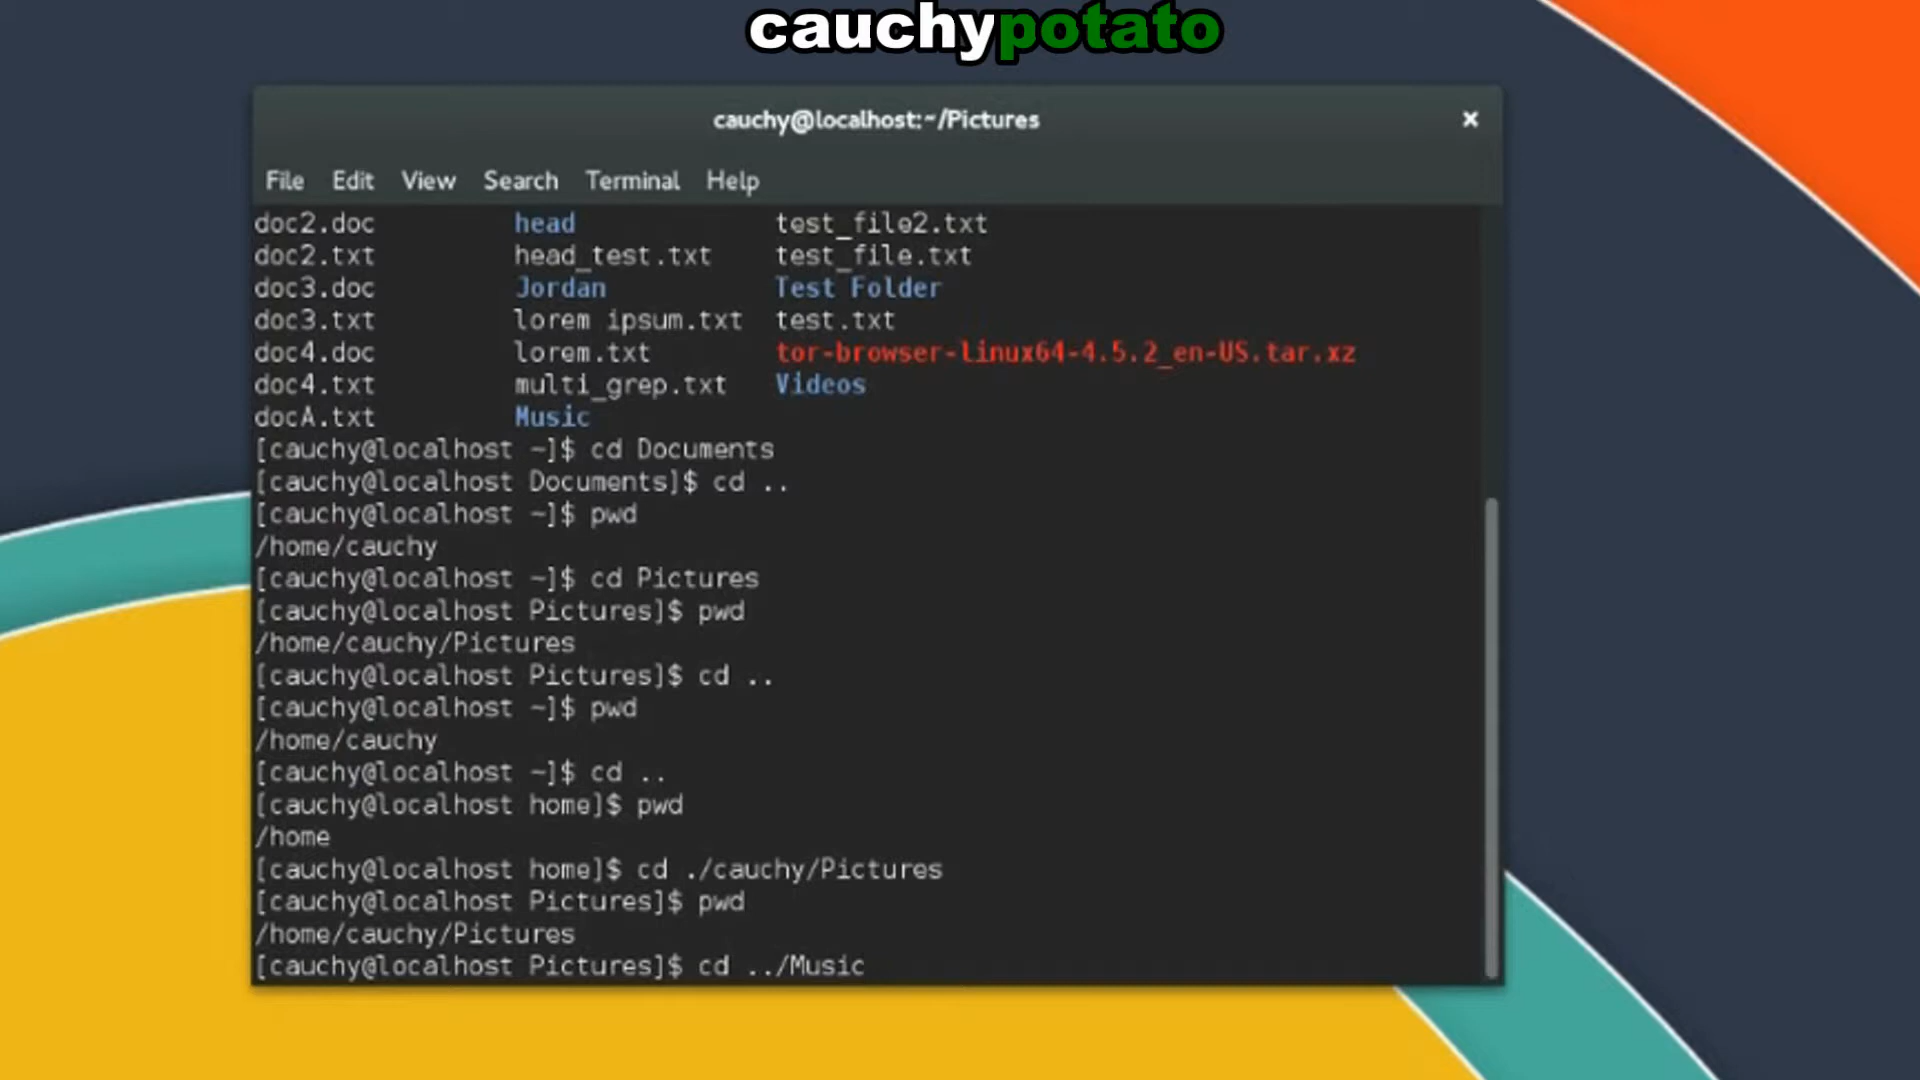 cauchypotato
cauchy@localhost:~/Pictures ×
File Edit View Search Terminal Help
doc2.doc head test_file2.txt
doc2.txt head_test.txt test_file.txt
doc3.doc Jordan Test Folder
doc3.txt lorem ipsum.txt test.txt
doc4.doc lorem.txt tor-browser-linux64-4.5.2_en-US.tar.xz
doc4.txt multi_grep.txt Videos
docA.txt Music
[cauchy@localhost ~]$ cd Documents
[cauchy@localhost Documents]$ cd ..
[cauchy@localhost ~]$ pwd
/home/cauchy
[cauchy@localhost ~]$ cd Pictures
[cauchy@localhost Pictures]$ pwd
/home/cauchy/Pictures
[cauchy@localhost Pictures]$ cd ..
[cauchy@localhost ~]$ pwd
/home/cauchy
[cauchy@localhost ~]$ cd ..
[cauchy@localhost home]$ pwd
/home
[cauchy@localhost home]$ cd ./cauchy/Pictures
[cauchy@localhost Pictures]$ pwd
/home/cauchy/Pictures
[cauchy@localhost Pictures]$ cd ../Music